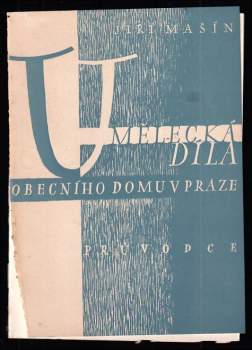 JIŘÍ MAŠÍN
UMĚLECKÁ
DÍLA
OBECNÍHO DOMU V PRAZE
PRŮVODCE